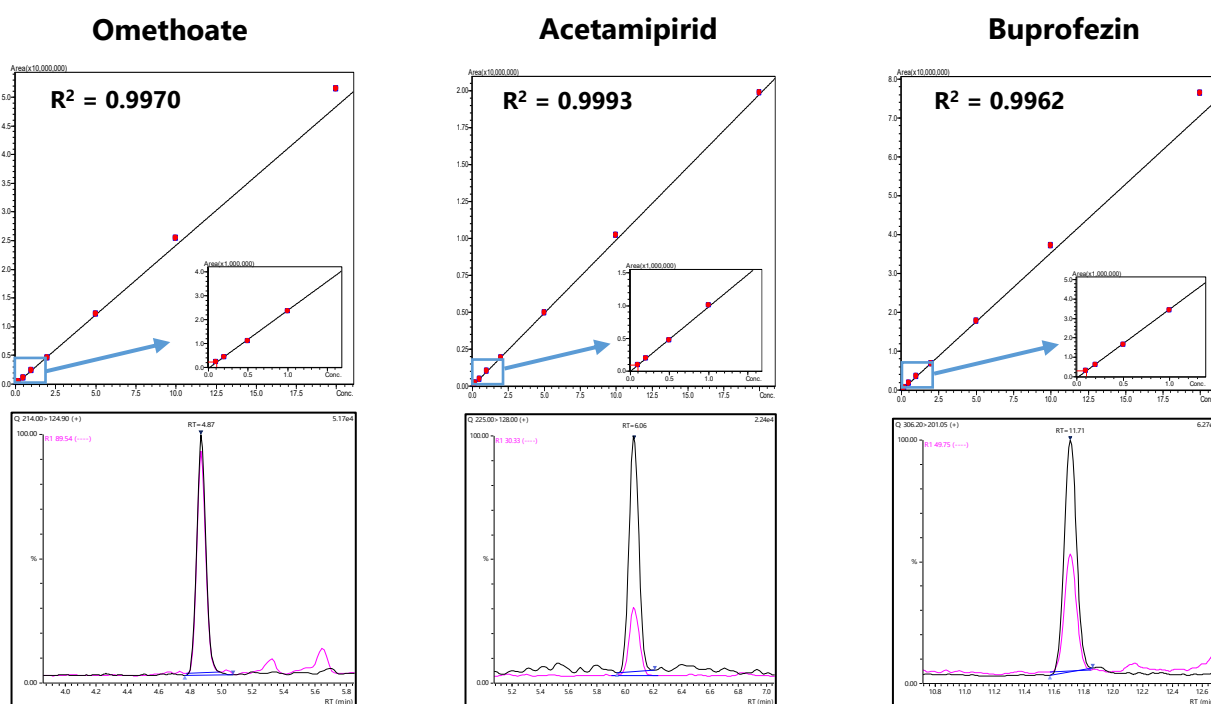 Omethoate
Acetamipirid
Buprofezin
Area(x10,000,000)
R² = 0.9970
5.0
4.5
4.0
3.5
3.0
2.5
2.0
1.5
1.0
0.5
0.0
Area(x1,000,000)
4.0
3.0
2.0
1.0
0.0
0.0 0.5 1.0 Conc.
0.0 2.5 5.0 7.5 10.0 12.5 15.0 17.5 Conc.
Area(x10,000,000)
R² = 0.9993
2.00
1.75
1.50
1.25
1.00
0.75
0.50
0.25
0.00
Area(x1,000,000)
1.5
1.0
0.5
0.0
0.0 0.5 1.0 Conc.
0.0 2.5 5.0 7.5 10.0 12.5 15.0 17.5 Conc.
Area(x10,000,000)
R² = 0.9962
8.0
7.0
6.0
5.0
4.0
3.0
2.0
1.0
0.0
Area(x1,000,000)
5.0
4.0
3.0
2.0
1.0
0.0
0.0 0.5 1.0 Conc.
0.0 2.5 5.0 7.5 10.0 12.5 15.0 17.5 Conc.
Q 214.00>124.90 (+) 5.17e4
RT=4.87
100.00
R1 89.54 (----)
%
0.00
4.0 4.2 4.4 4.6 4.8 5.0 5.2 5.4 5.6 5.8
RT (min)
Q 225.00>128.00 (+) 2.24e4
RT=6.06
100.00
R1 30.33 (----)
%
0.00
5.2 5.4 5.6 5.8 6.0 6.2 6.4 6.6 6.8 7.0
RT (min)
Q 306.20>201.05 (+)
RT=11.71
100.00
R1 49.75 (----)
%
0.00
10.8 11.0 11.2 11.4 11.6 11.8 12.0 12.2 12.4 12.6
RT (min)